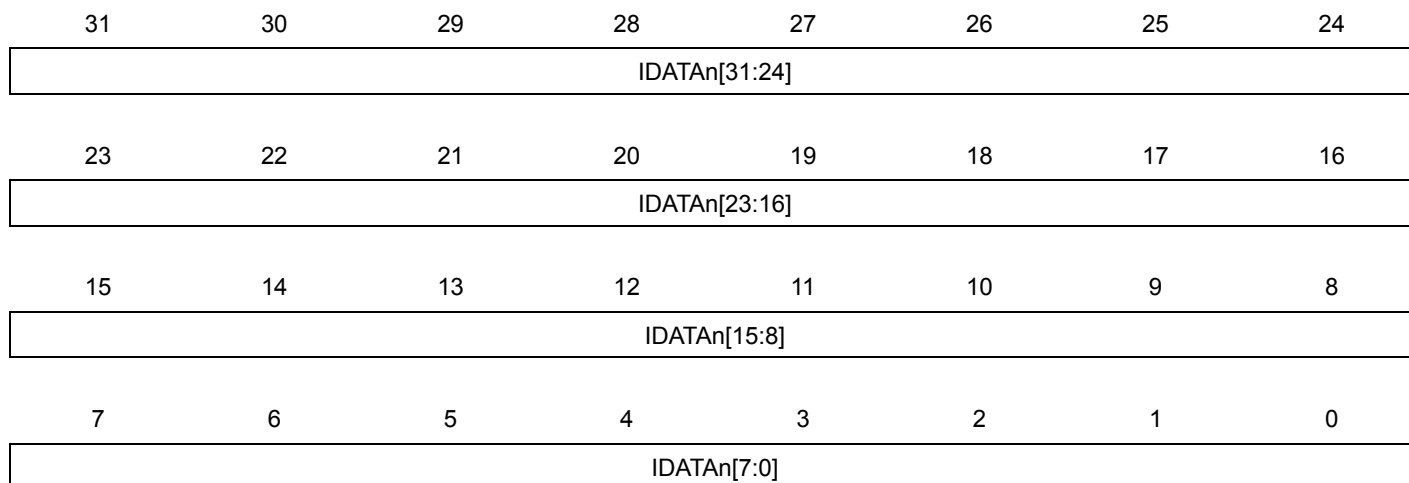 31 30 29 28 27 26 25 24
IDATAn[31:24]
23 22 21 20 19 18 17 16
IDATAn[23:16]
15 14 13 12 11 10 9 8
IDATAn[15:8]
7 6 5 4 3 2 1 0
IDATAn[7:0]